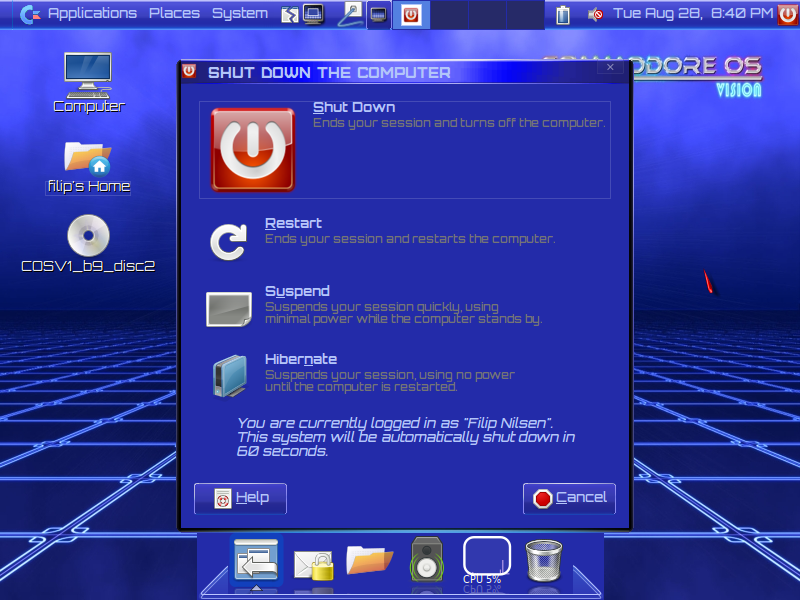 Applications Places System
Tue Aug 28, 8:40 PM
SHUT DOWN THE COMPUTER
DORE OS
VISION
Computer
filip's Home
COSV1_b9_disc2
Shut Down
Ends your session and turns off the computer.
Restart
Ends your session and restarts the computer.
Suspend
Suspends your session quickly, using
minimal power while the computer stands by.
Hibernate
Suspends your session, using no power
until the computer is restarted.
You are currently logged in as "Filip Nilsen".
This system will be automatically shut down in
60 seconds.
Help
Cancel
CPU 5%